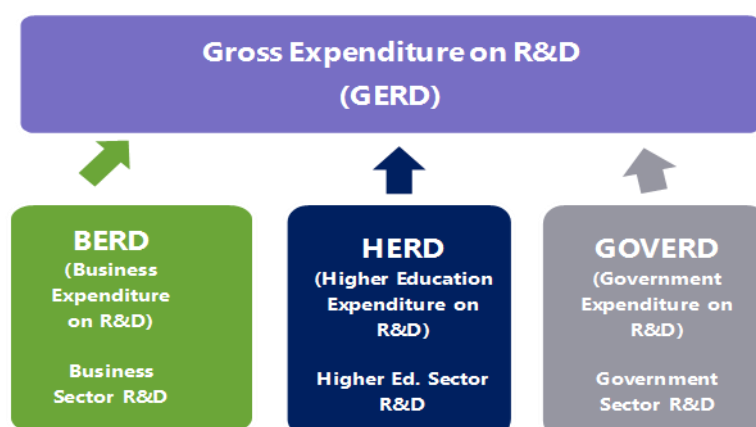 Gross Expenditure on R&D
(GERD)
BERD
(Business
Expenditure
on R&D)
Business
Sector R&D
HERD
(Higher Education
Expenditure on
R&D)
Higher Ed. Sector
R&D
GOVERD
(Government
Expenditure on
R&D)
Government
Sector R&D